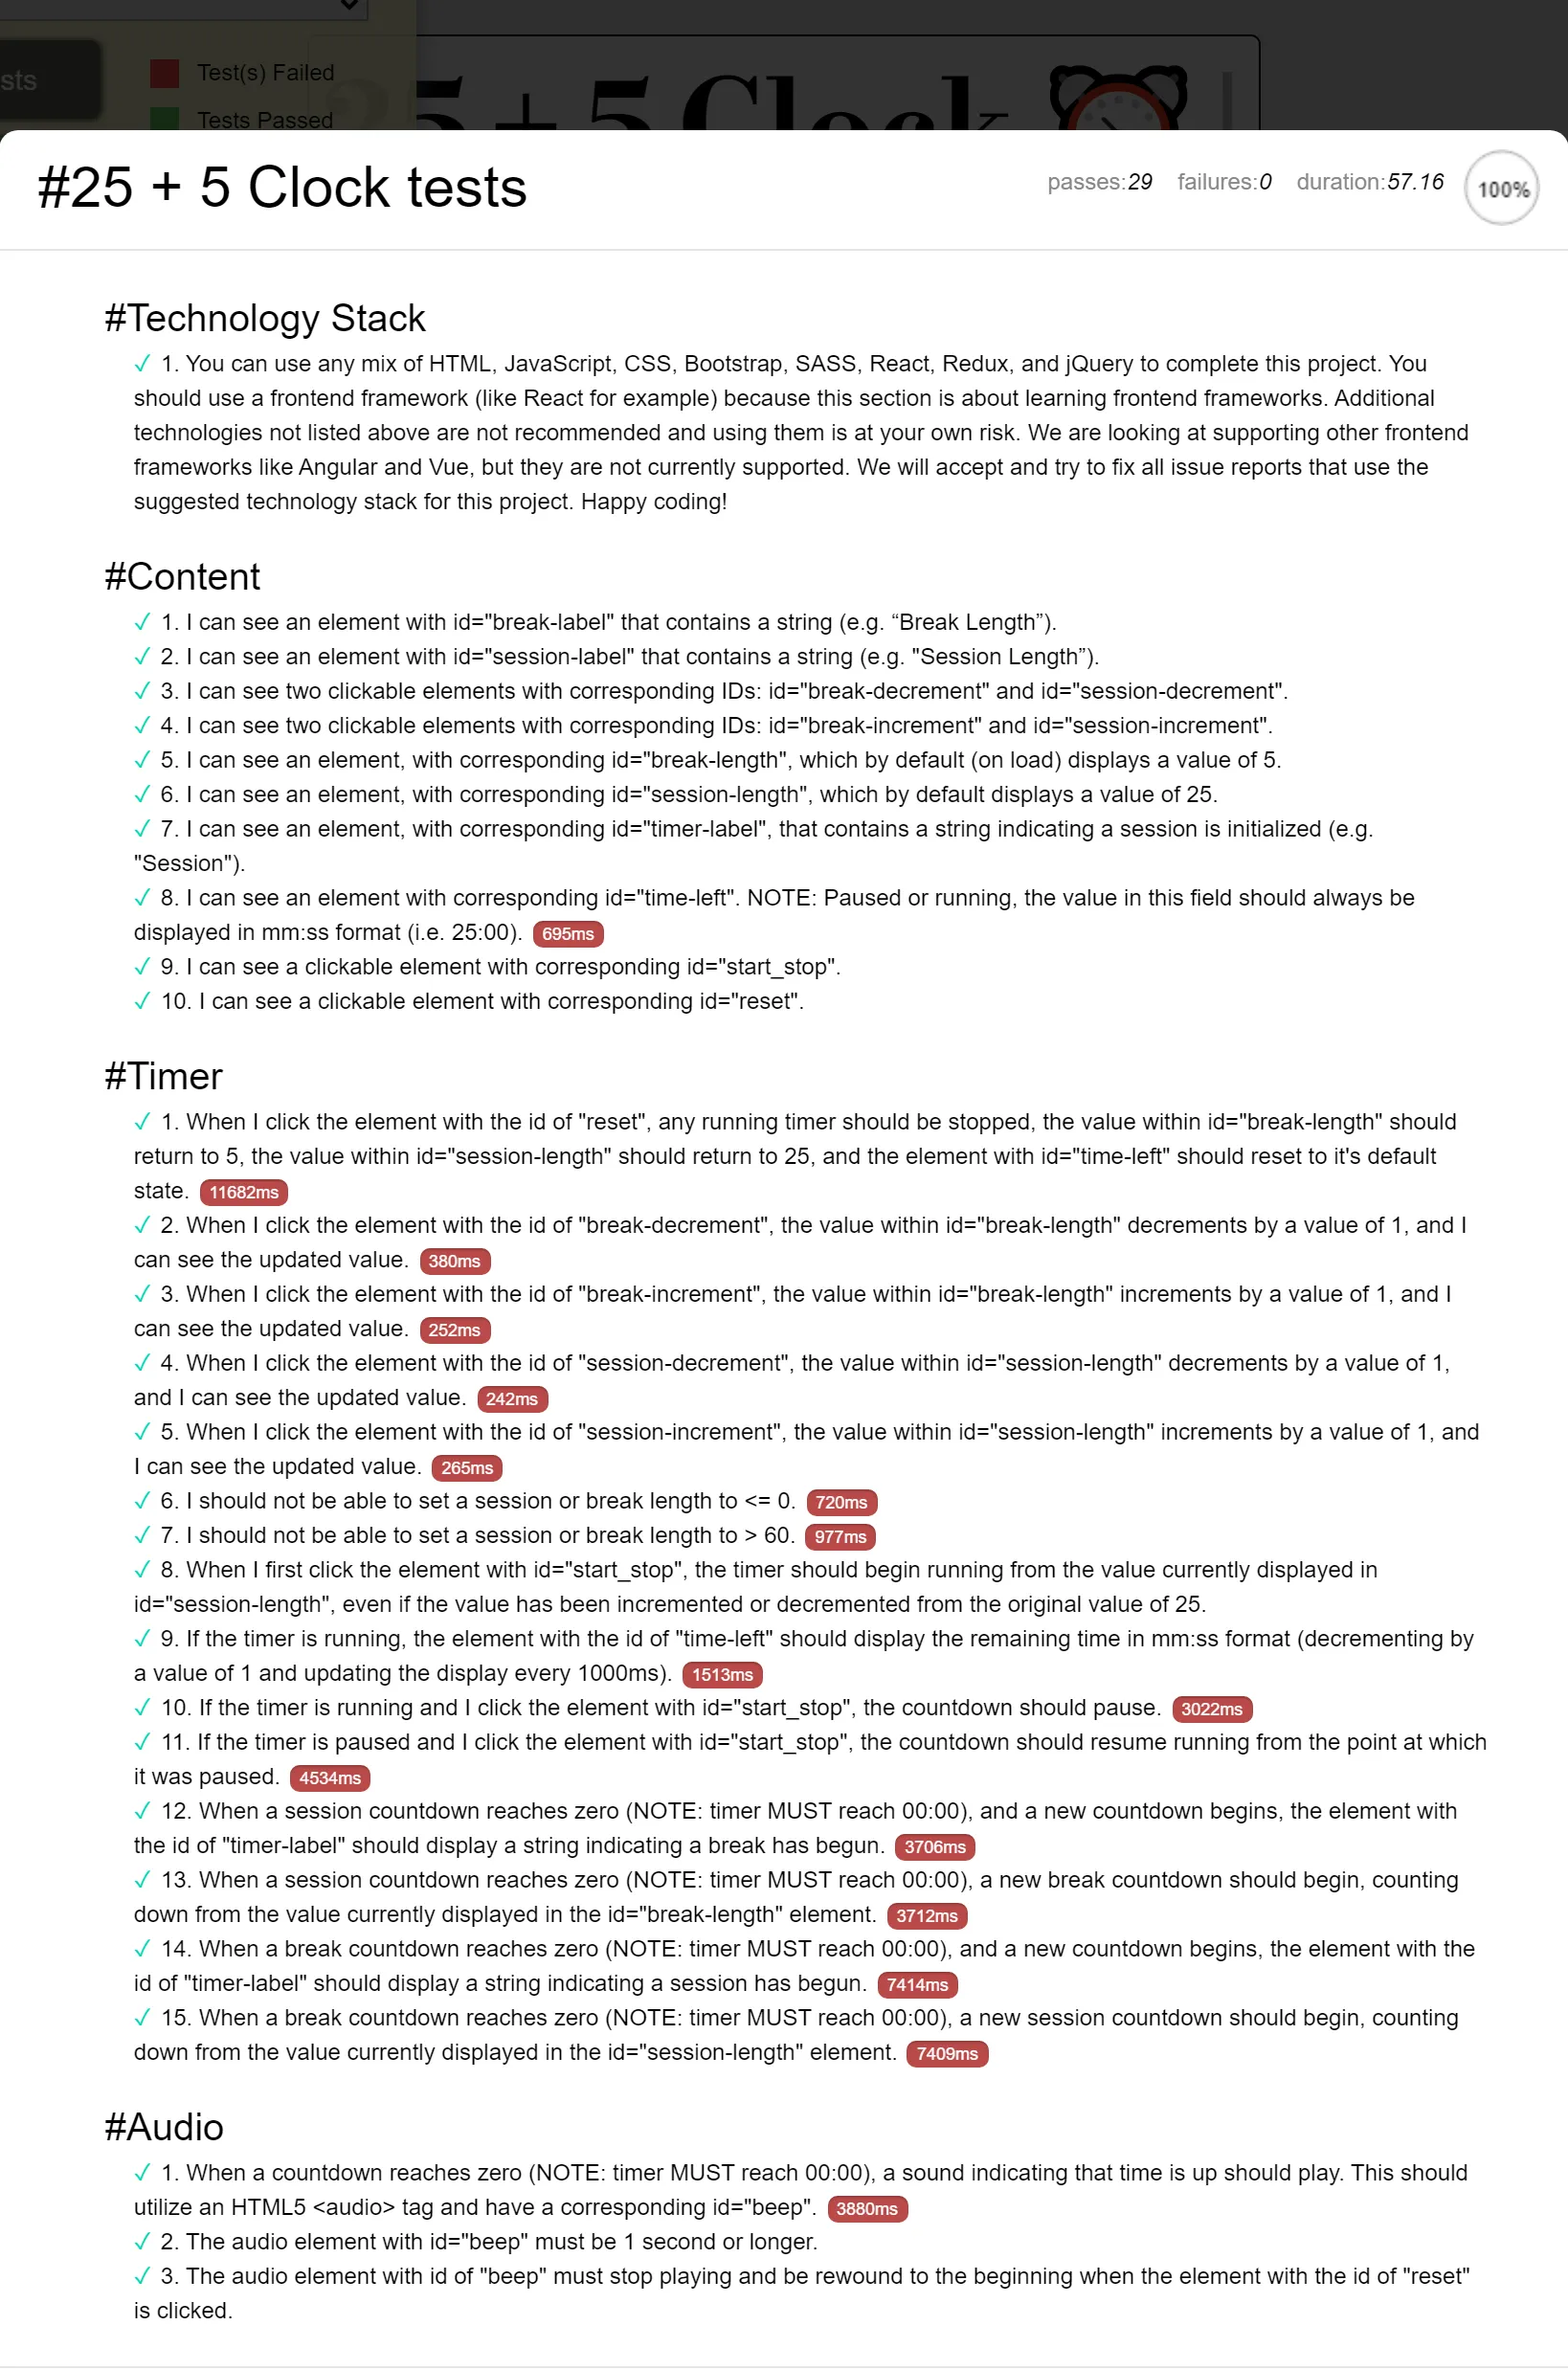 sts
Test(s) Failed
Tests Passed
25 + 5 Clock
#25 + 5 Clock tests
passes:29 failures:0 duration:57.16 100%
#Technology Stack
✓ 1. You can use any mix of HTML, JavaScript, CSS, Bootstrap, SASS, React, Redux, and jQuery to complete this project. You
should use a frontend framework (like React for example) because this section is about learning frontend frameworks. Additional
technologies not listed above are not recommended and using them is at your own risk. We are looking at supporting other frontend
frameworks like Angular and Vue, but they are not currently supported. We will accept and try to fix all issue reports that use the
suggested technology stack for this project. Happy coding!
#Content
✓ 1. I can see an element with id="break-label" that contains a string (e.g. “Break Length”).
✓ 2. I can see an element with id="session-label" that contains a string (e.g. "Session Length”).
✓ 3. I can see two clickable elements with corresponding IDs: id="break-decrement" and id="session-decrement".
✓ 4. I can see two clickable elements with corresponding IDs: id="break-increment" and id="session-increment".
✓ 5. I can see an element, with corresponding id="break-length", which by default (on load) displays a value of 5.
✓ 6. I can see an element, with corresponding id="session-length", which by default displays a value of 25.
✓ 7. I can see an element, with corresponding id="timer-label", that contains a string indicating a session is initialized (e.g.
"Session").
✓ 8. I can see an element with corresponding id="time-left". NOTE: Paused or running, the value in this field should always be
displayed in mm:ss format (i.e. 25:00). 695ms
✓ 9. I can see a clickable element with corresponding id="start_stop".
✓ 10. I can see a clickable element with corresponding id="reset".
#Timer
✓ 1. When I click the element with the id of "reset", any running timer should be stopped, the value within id="break-length" should
return to 5, the value within id="session-length" should return to 25, and the element with id="time-left" should reset to it's default
state. 11682ms
✓ 2. When I click the element with the id of "break-decrement", the value within id="break-length" decrements by a value of 1, and I
can see the updated value. 380ms
✓ 3. When I click the element with the id of "break-increment", the value within id="break-length" increments by a value of 1, and I
can see the updated value. 252ms
✓ 4. When I click the element with the id of "session-decrement", the value within id="session-length" decrements by a value of 1,
and I can see the updated value. 242ms
✓ 5. When I click the element with the id of "session-increment", the value within id="session-length" increments by a value of 1, and
I can see the updated value. 265ms
✓ 6. I should not be able to set a session or break length to <= 0. 720ms
✓ 7. I should not be able to set a session or break length to > 60. 977ms
✓ 8. When I first click the element with id="start_stop", the timer should begin running from the value currently displayed in
id="session-length", even if the value has been incremented or decremented from the original value of 25.
✓ 9. If the timer is running, the element with the id of "time-left" should display the remaining time in mm:ss format (decrementing by
a value of 1 and updating the display every 1000ms). 1513ms
✓ 10. If the timer is running and I click the element with id="start_stop", the countdown should pause. 3022ms
✓ 11. If the timer is paused and I click the element with id="start_stop", the countdown should resume running from the point at which
it was paused. 4534ms
✓ 12. When a session countdown reaches zero (NOTE: timer MUST reach 00:00), and a new countdown begins, the element with
the id of "timer-label" should display a string indicating a break has begun. 3706ms
✓ 13. When a session countdown reaches zero (NOTE: timer MUST reach 00:00), a new break countdown should begin, counting
down from the value currently displayed in the id="break-length" element. 3712ms
✓ 14. When a break countdown reaches zero (NOTE: timer MUST reach 00:00), and a new countdown begins, the element with the
id of "timer-label" should display a string indicating a session has begun. 7414ms
✓ 15. When a break countdown reaches zero (NOTE: timer MUST reach 00:00), a new session countdown should begin, counting
down from the value currently displayed in the id="session-length" element. 7409ms
#Audio
✓ 1. When a countdown reaches zero (NOTE: timer MUST reach 00:00), a sound indicating that time is up should play. This should
utilize an HTML5 <audio> tag and have a corresponding id="beep". 3880ms
✓ 2. The audio element with id="beep" must be 1 second or longer.
✓ 3. The audio element with id of "beep" must stop playing and be rewound to the beginning when the element with the id of "reset"
is clicked.